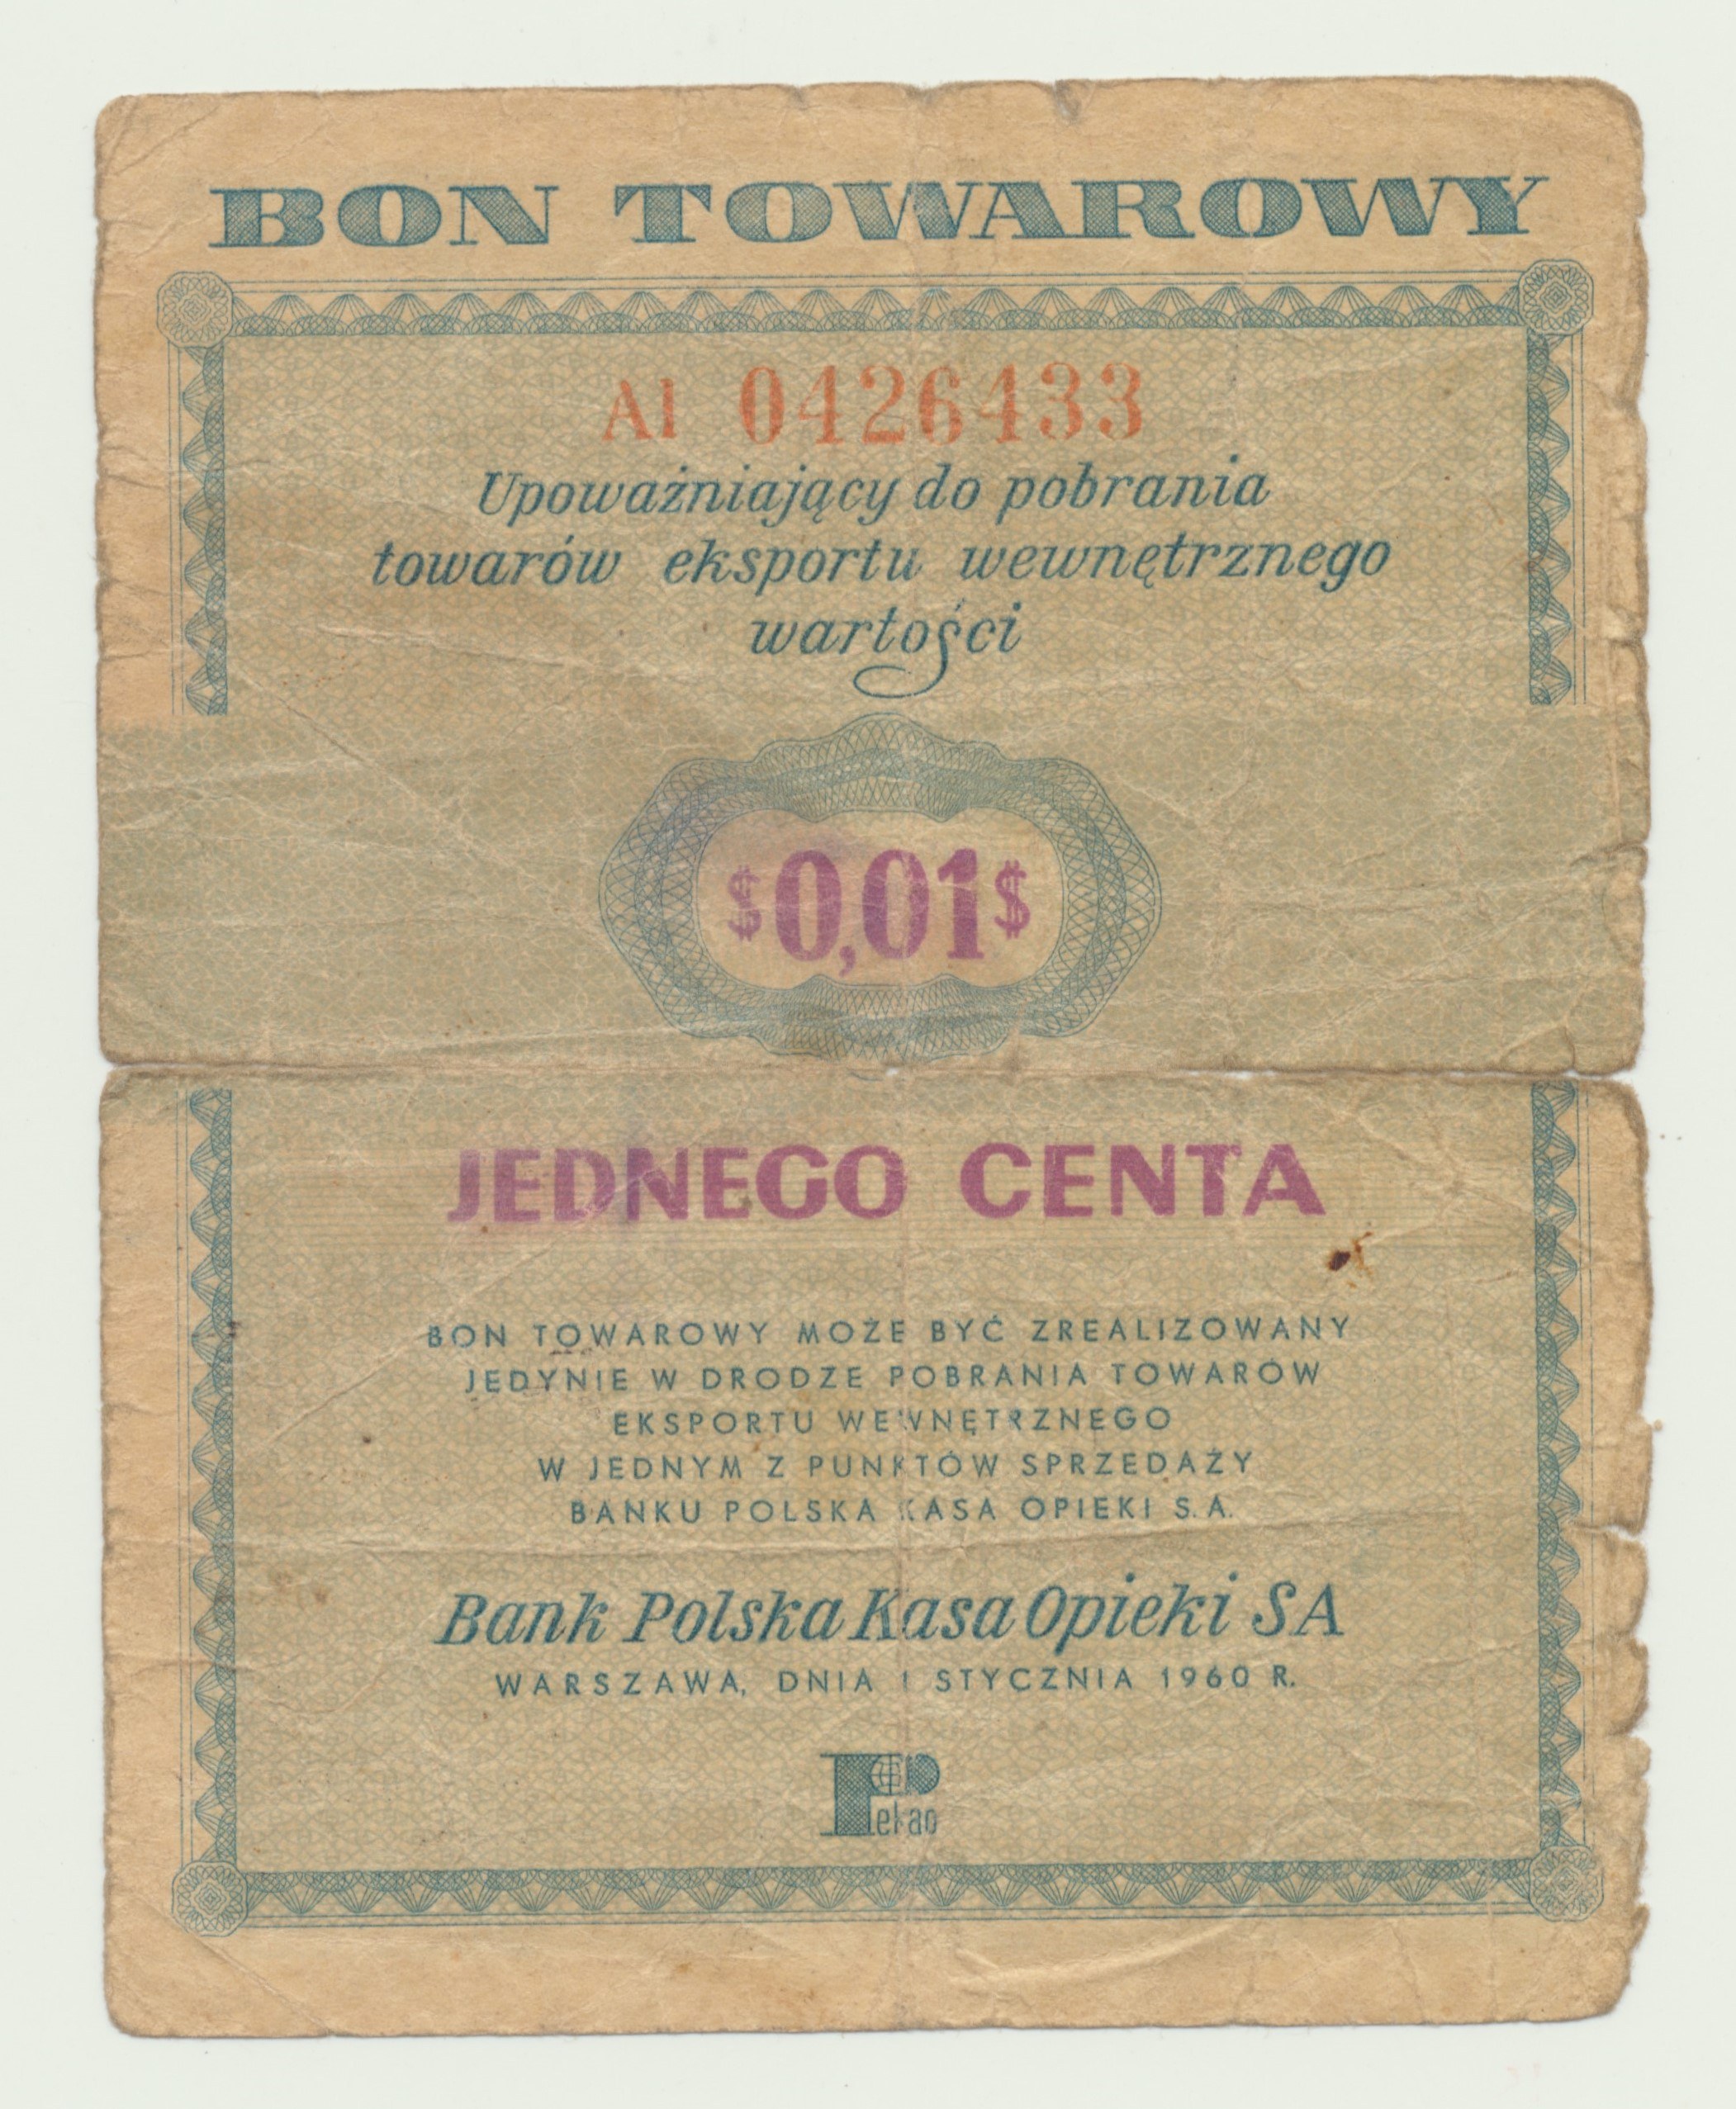 BON TOWAROWY
Al 0426433
Upoważniający do pobrania
towarów eksportu wewnętrznego
wartości
$0,01$
JEDNEGO CENTA
BON TOWAROWY MOŻE BYĆ ZREALIZOWANY
JEDYNIE W DRODZE POBRANIA TOWARÓW
EKSPORTU WEWNĘTRZNEGO
W JEDNYM Z PUNKTÓW SPRZEDAŻY
BANKU POLSKA KASA OPIEKI S.A.
Bank Polska Kasa Opieki SA
WARSZAWA, DNIA 1 STYCZNIA 1960 R.
Pekao